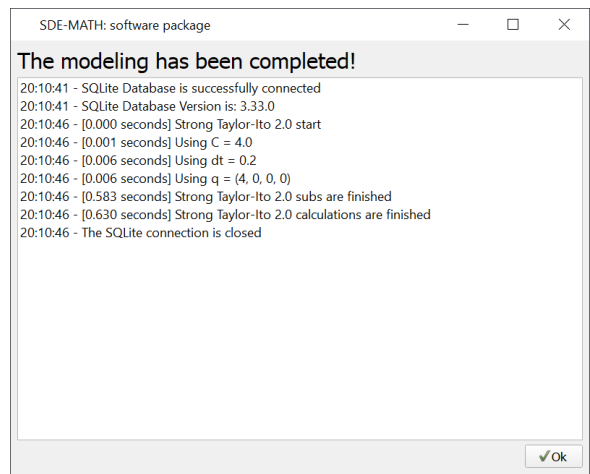 SDE-MATH: software package
The modeling has been completed!
20:10:41 - SQLite Database is successfully connected
20:10:41 - SQLite Database Version is: 3.33.0
20:10:46 - [0.000 seconds] Strong Taylor-Ito 2.0 start
20:10:46 - [0.001 seconds] Using C = 4.0
20:10:46 - [0.006 seconds] Using dt = 0.2
20:10:46 - [0.006 seconds] Using q = (4, 0, 0, 0)
20:10:46 - [0.583 seconds] Strong Taylor-Ito 2.0 subs are finished
20:10:46 - [0.630 seconds] Strong Taylor-Ito 2.0 calculations are finished
20:10:46 - The SQLite connection is closed
Ok